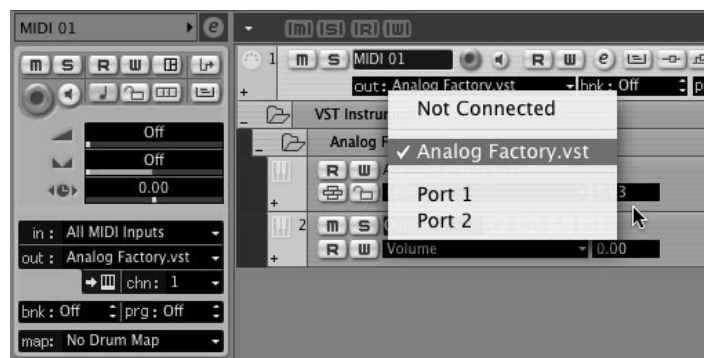 MIDI 01
e
m S R W
Off
Off
0.00
in : All MIDI Inputs
out : Analog Factory.vst
chn: 1
bnk : Off prg : Off
map: No Drum Map
[m] [S] [R] [W]
1 m S MIDI 01 R W e
out: Analog Factory.vst bnk: Off p
Not Connected
✓ Analog Factory.vst
Port 1
Port 2
VST Instru
Analog F
R W
3
2 m S
R W Volume 0.00